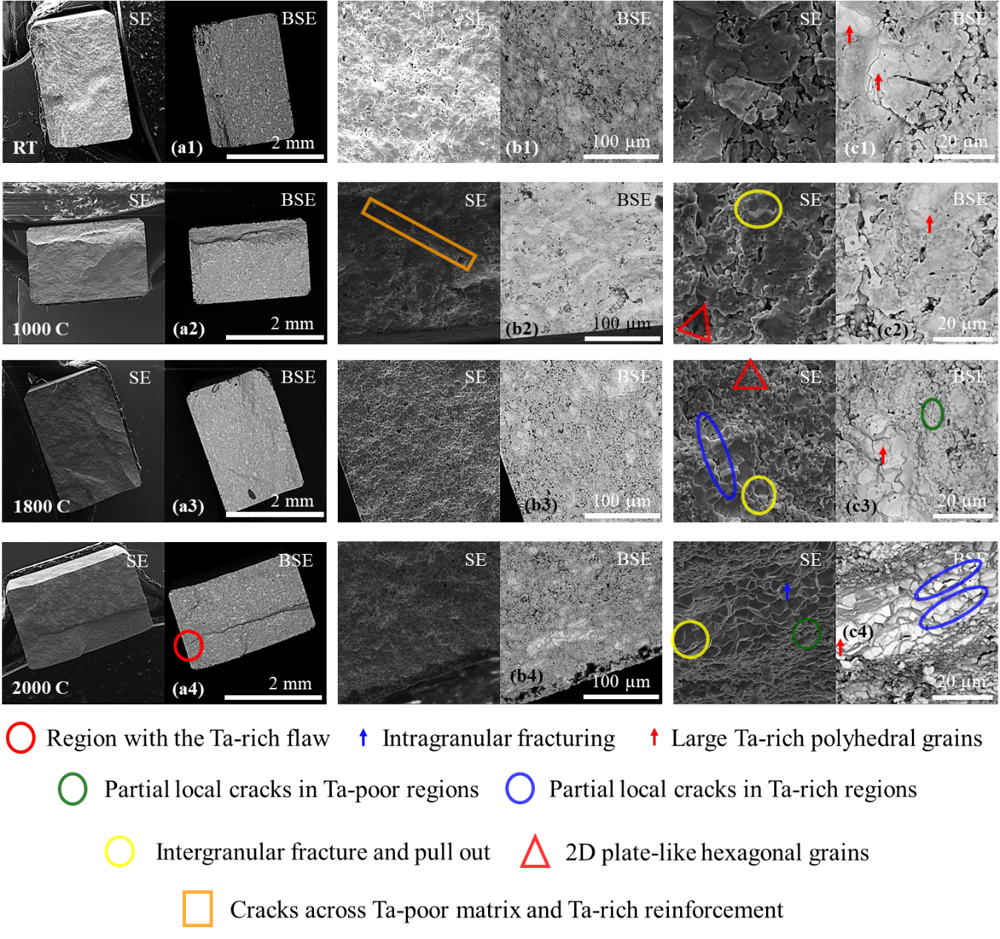 SE BSE SE BSE SE BSE
RT (a1) 2 mm (b1) 100 µm (c1) 20 µm
SE BSE SE BSE SE BSE
1000 C (a2) 2 mm (b2) 100 µm (c2) 20 µm
SE BSE SE BSE SE BSE
1800 C (a3) 2 mm (b3) 100 µm (c3) 20 µm
SE BSE SE BSE SE BSE
2000 C (a4) 2 mm (b4) 100 µm (c4) 20 µm
Region with the Ta-rich flaw Intragranular fracturing Large Ta-rich polyhedral grains
Partial local cracks in Ta-poor regions Partial local cracks in Ta-rich regions
Intergranular fracture and pull out 2D plate-like hexagonal grains
Cracks across Ta-poor matrix and Ta-rich reinforcement